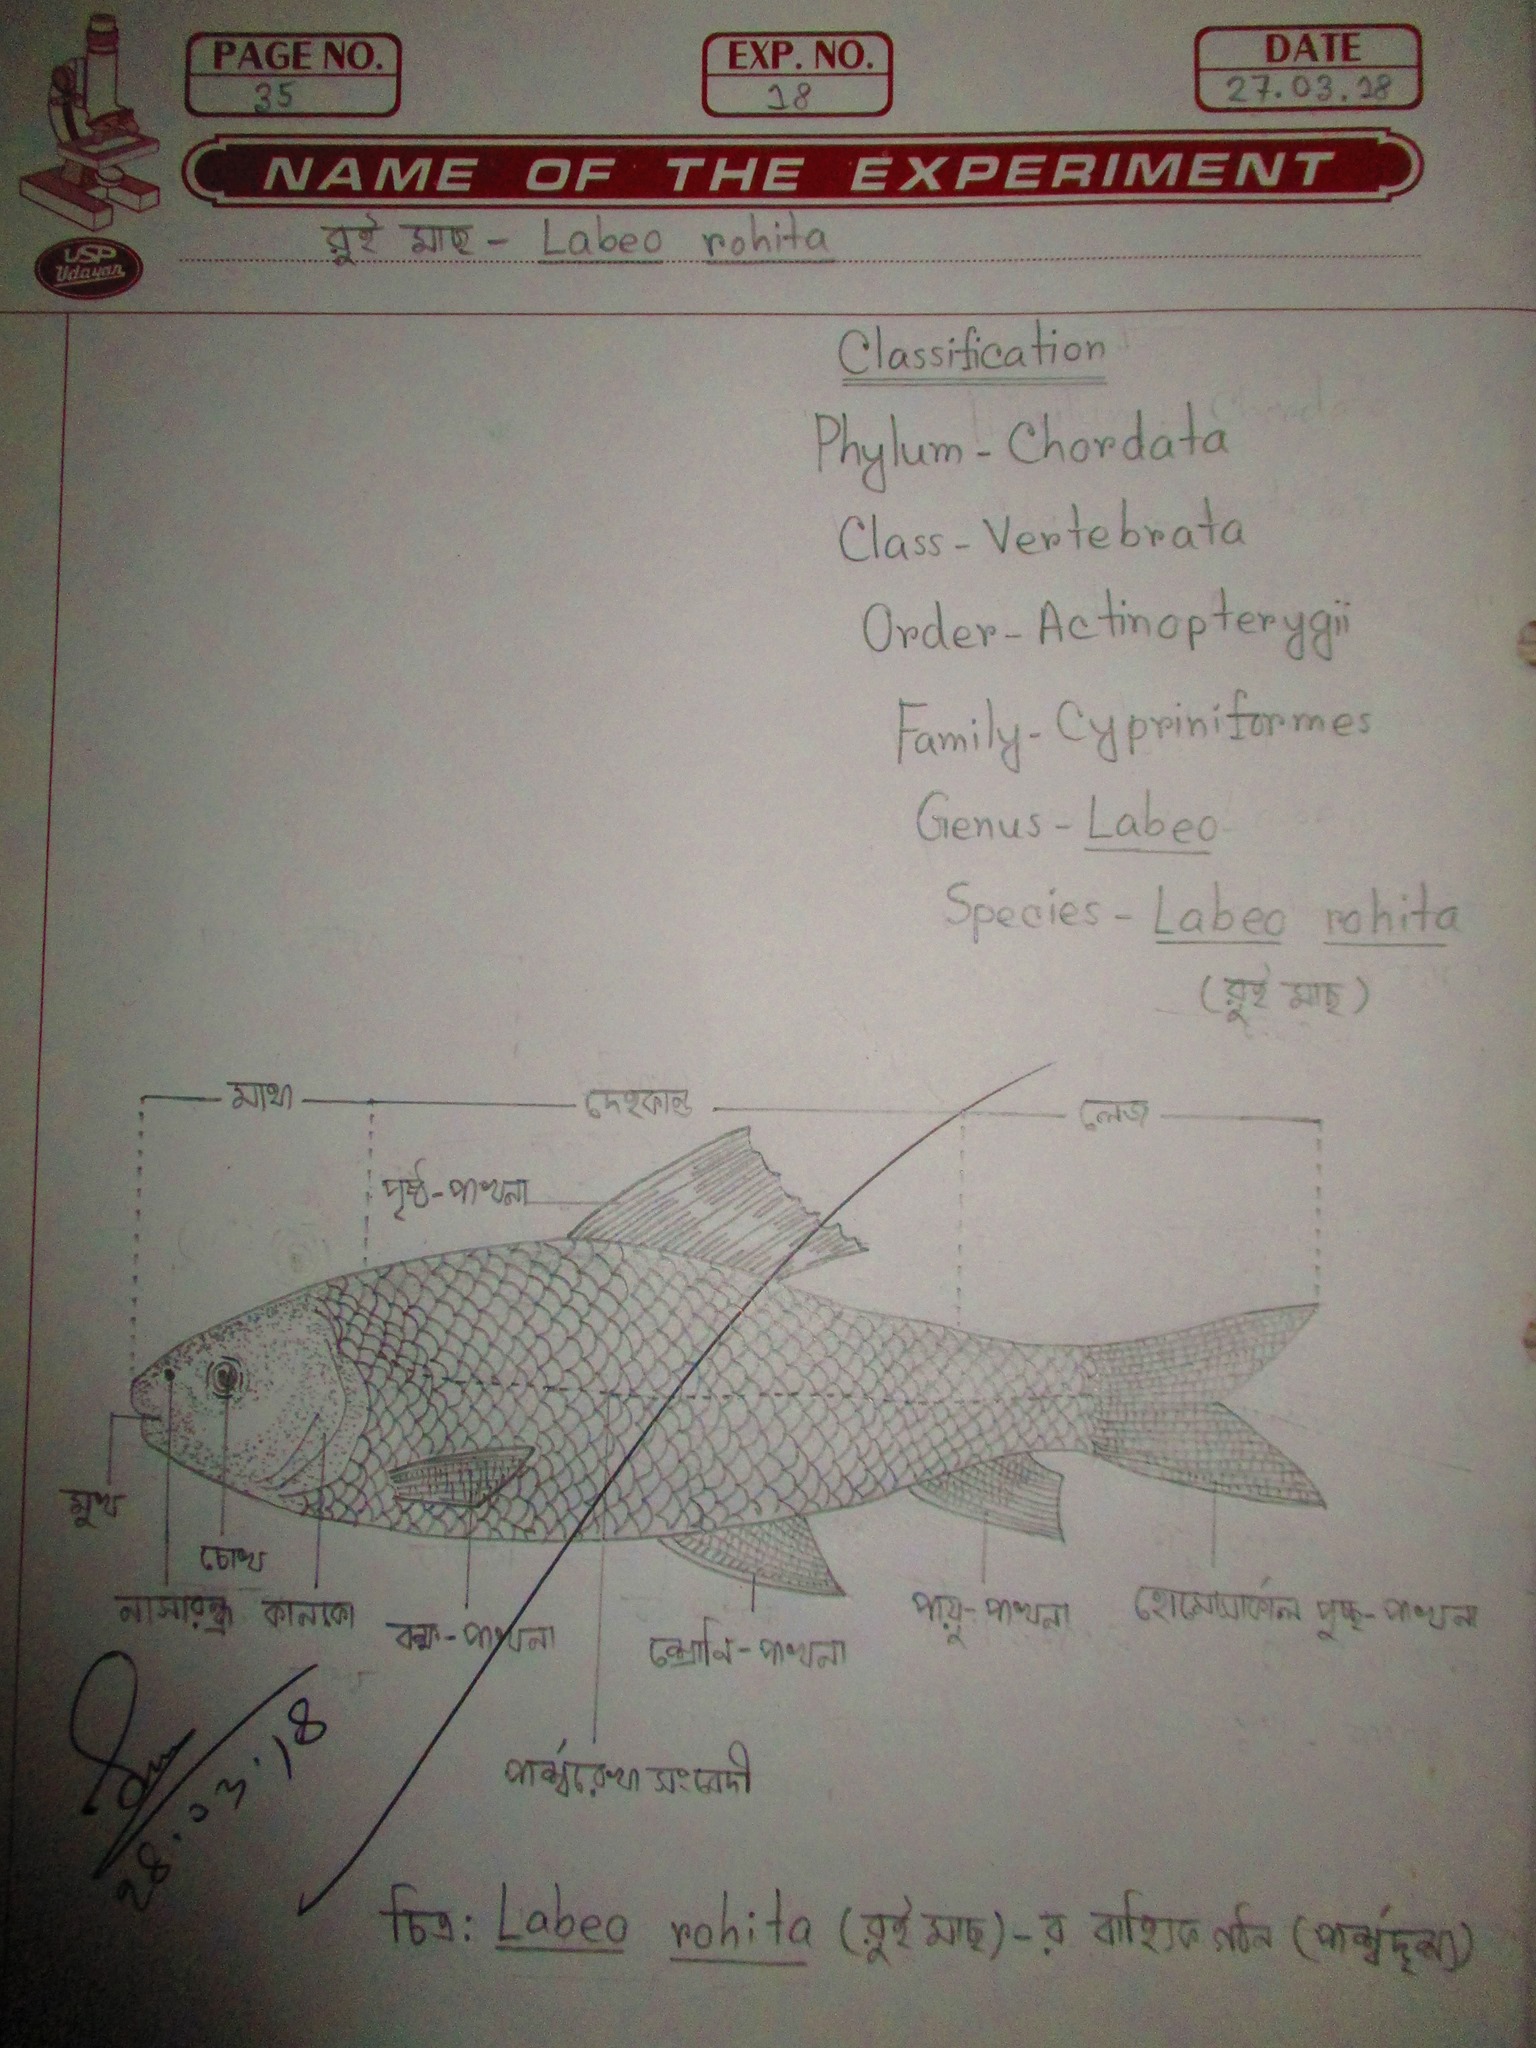 PAGE NO.
35
EXP. NO.
18
DATE
27.03.18
NAME OF THE EXPERIMENT
USP
Udayan
রুই মাছ - Labeo rohita
Classification
Phylum - Chordata
Class - Vertebrata
Order - Actinopterygii
Family - Cypriniformes
Genus - Labeo
Species - Labeo rohita
(রুই মাছ)
মাথা
দেহকান্ড
লেজ
পৃষ্ঠ-পাখনা
মুখ
চোখ
নাসারন্ধ্র
কানকো
বক্ষ-পাখনা
শ্রোণি-পাখনা
পায়ু-পাখনা
হোমোসার্কাল পুচ্ছ-পাখনা
পার্শ্বরেখা সংবেদী
28.03.18
চিত্র: Labeo rohita (রুই মাছ)-র বাহ্যিক গঠন (পার্শ্বদৃশ্য)